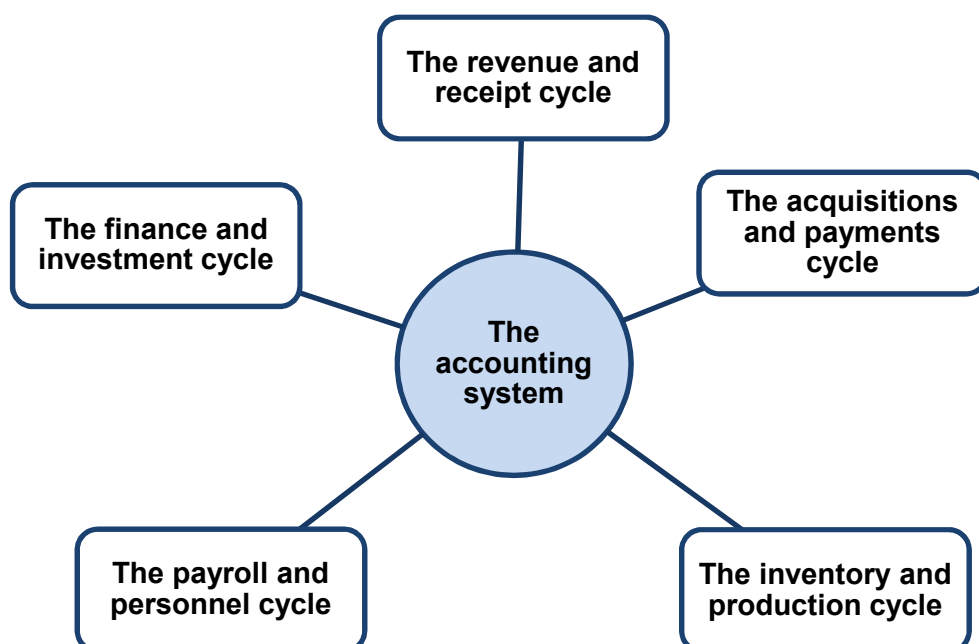 The revenue and
receipt cycle
The finance and
investment cycle
The acquisitions
and payments
cycle
The
accounting
system
The payroll and
personnel cycle
The inventory and
production cycle